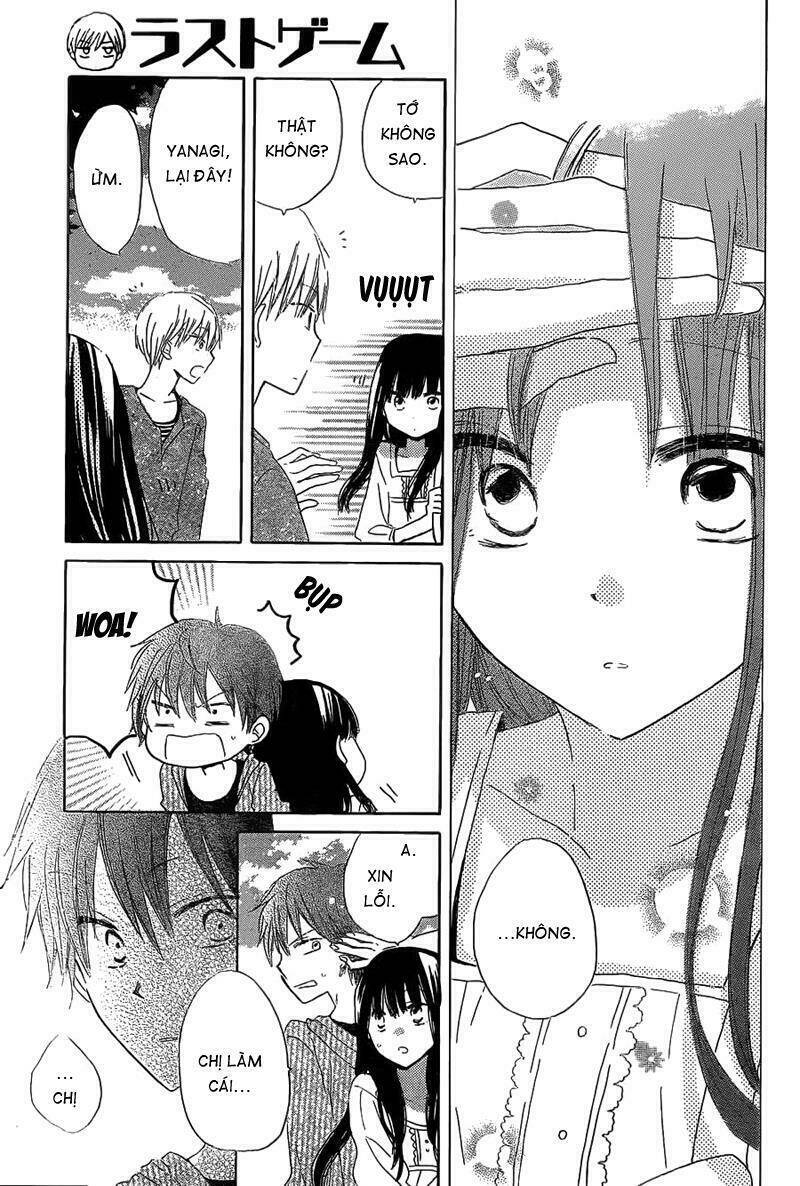 ラストゲーム
...KHÔNG.
TỚ
KHÔNG
SAO.
THẬT
KHÔNG?
VỤỤỤT
YANAGI,
LẠI ĐÂY!
ỪM.
BỤP
WOA!
A.
XIN
LỖI.
CHỊ LÀM
CÁI...
...
CHỊ